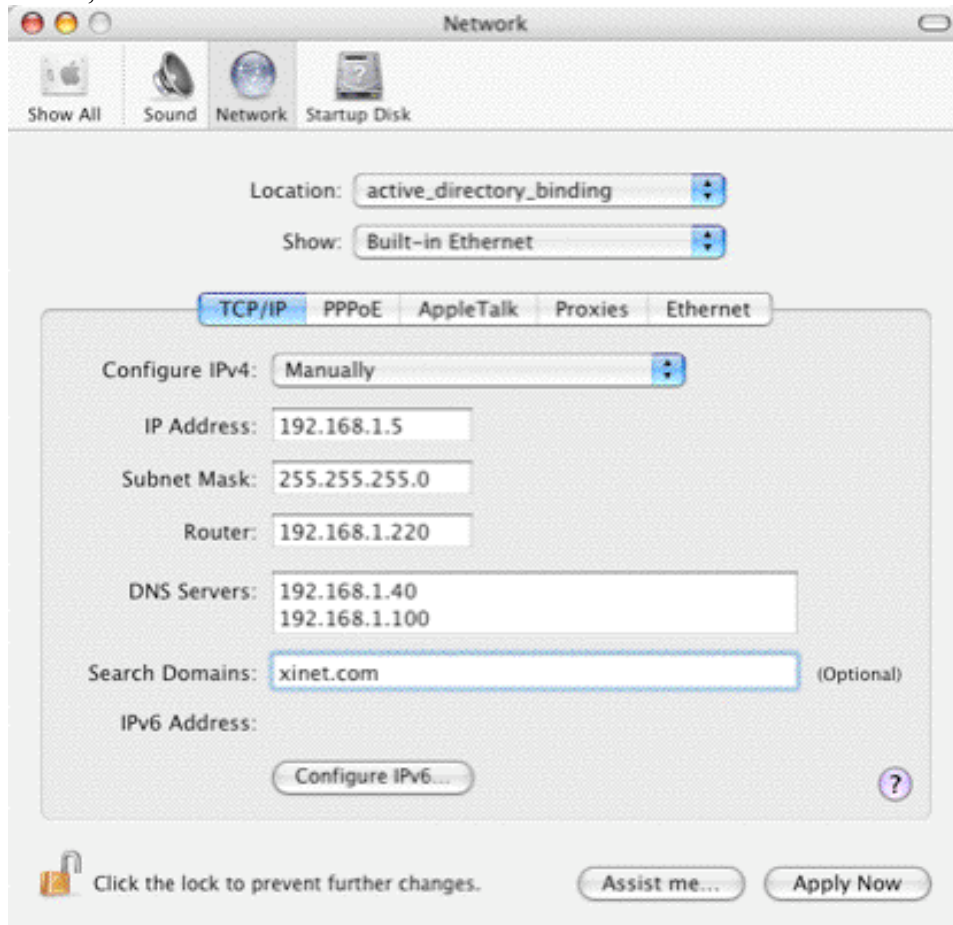 Network
Show All Sound Network Startup Disk
Location: active_directory_binding
Show: Built-in Ethernet
TCP/IP PPPoE AppleTalk Proxies Ethernet
Configure IPv4: Manually
IP Address: 192.168.1.5
Subnet Mask: 255.255.255.0
Router: 192.168.1.220
DNS Servers: 192.168.1.40
192.168.1.100
Search Domains: xinet.com (Optional)
IPv6 Address:
Configure IPv6...
?
Click the lock to prevent further changes. Assist me... Apply Now